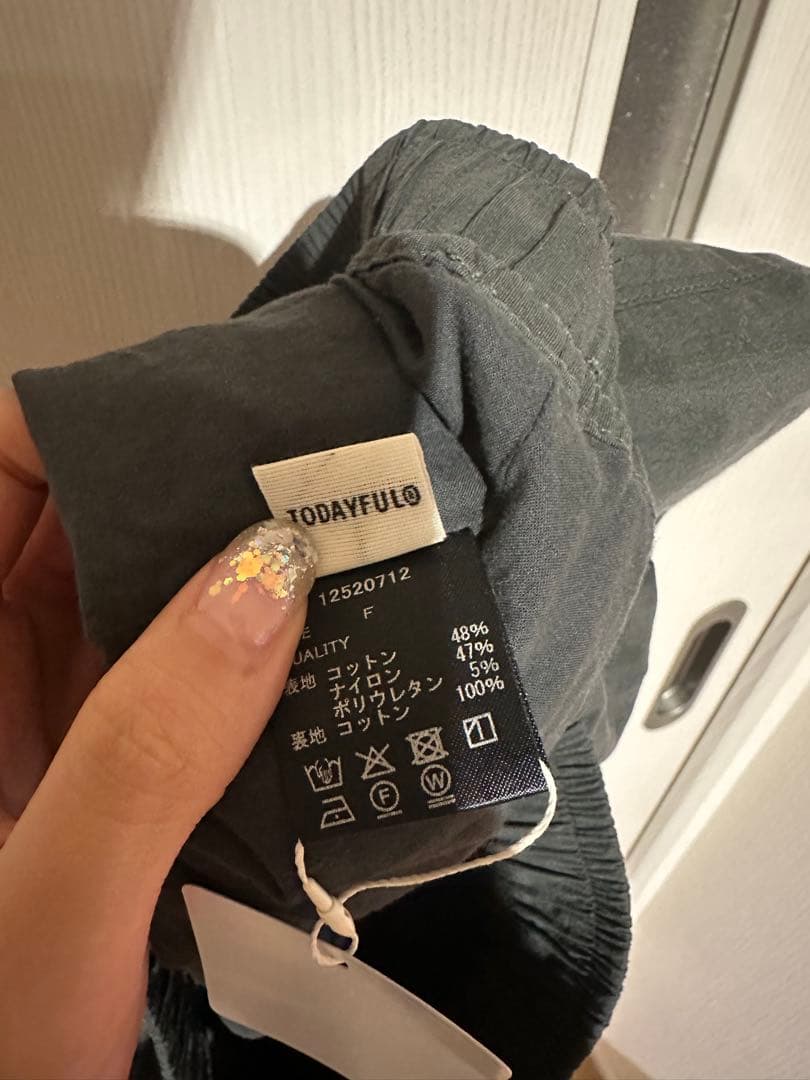 TODAYFUL®
12520712
F
表地 コットン 48%
ナイロン 47%
ポリウレタン 5%
裏地 コットン 100%
F W